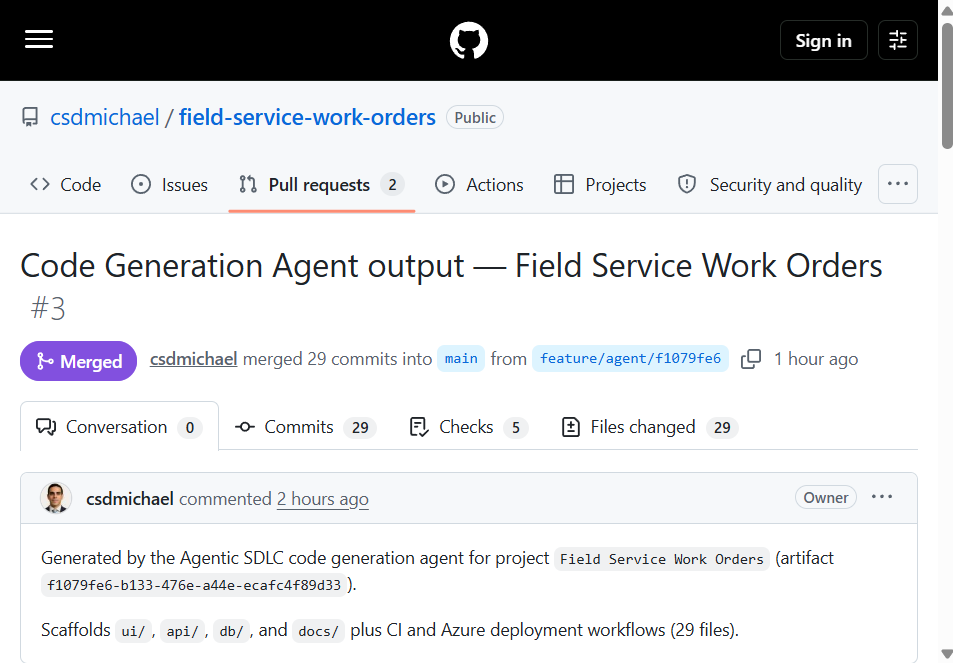 Sign in
csdmichael / field-service-work-orders Public
Code Issues Pull requests 2 Actions Projects Security and quality
Code Generation Agent output — Field Service Work Orders
#3
Merged csdmichael merged 29 commits into main from feature/agent/f1079fe6 1 hour ago
Conversation 0 Commits 29 Checks 5 Files changed 29
csdmichael commented 2 hours ago Owner
Generated by the Agentic SDLC code generation agent for project Field Service Work Orders (artifact
f1079fe6-b133-476e-a44e-ecafc4f89d33 ).
Scaffolds ui/ , api/ , db/ , and docs/ plus CI and Azure deployment workflows (29 files).